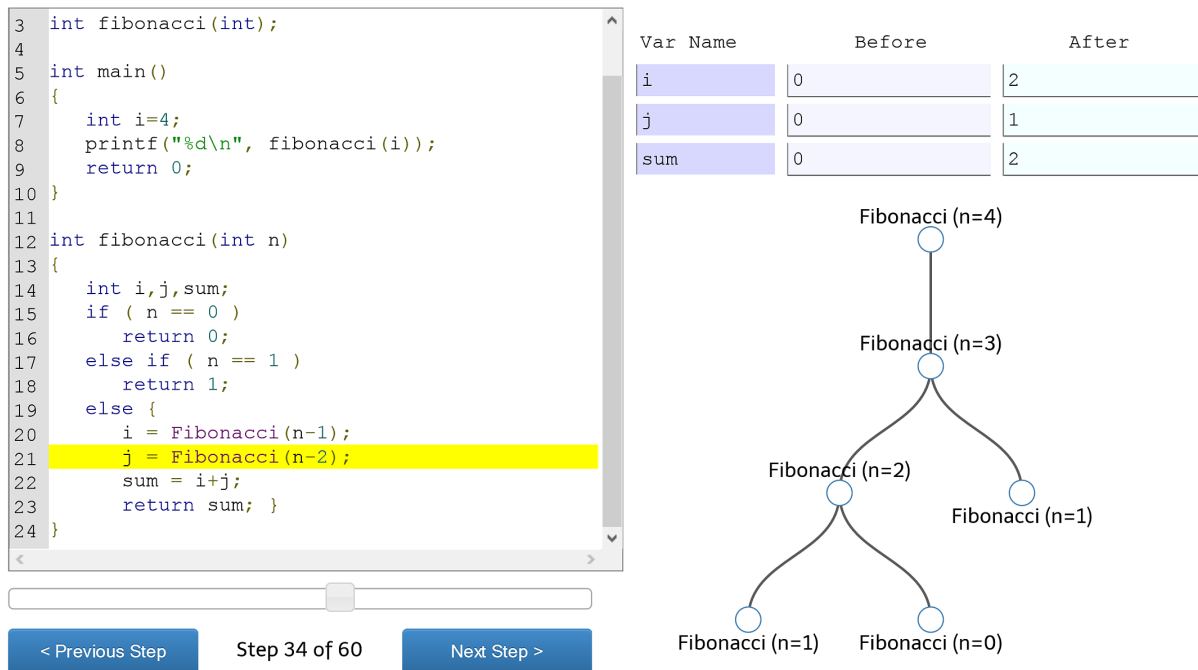 3 int fibonacci(int);
4
5 int main()
6 {
7 int i=4;
8 printf("%d\n", fibonacci(i));
9 return 0;
10 }
11
12 int fibonacci(int n)
13 {
14 int i,j,sum;
15 if ( n == 0 )
16 return 0;
17 else if ( n == 1 )
18 return 1;
19 else {
20 i = Fibonacci(n-1);
21 j = Fibonacci(n-2);
22 sum = i+j;
23 return sum; }
24 }
< Previous Step
Step 34 of 60
Next Step >
Var Name Before After
i 0 2
j 0 1
sum 0 2
Fibonacci (n=4)
Fibonacci (n=3)
Fibonacci (n=2)
Fibonacci (n=1)
Fibonacci (n=1) Fibonacci (n=0)